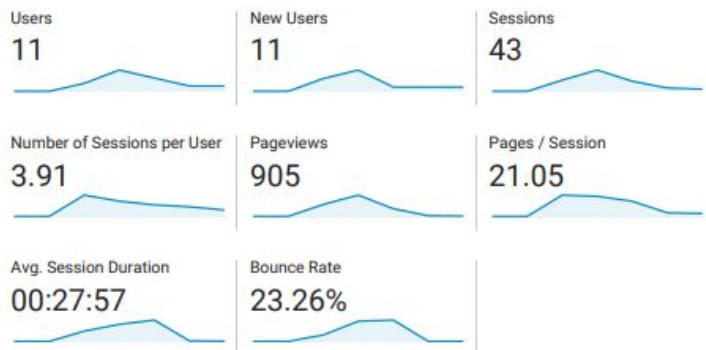 Users
11
New Users
11
Sessions
43
Number of Sessions per User
3.91
Pageviews
905
Pages / Session
21.05
Avg. Session Duration
00:27:57
Bounce Rate
23.26%